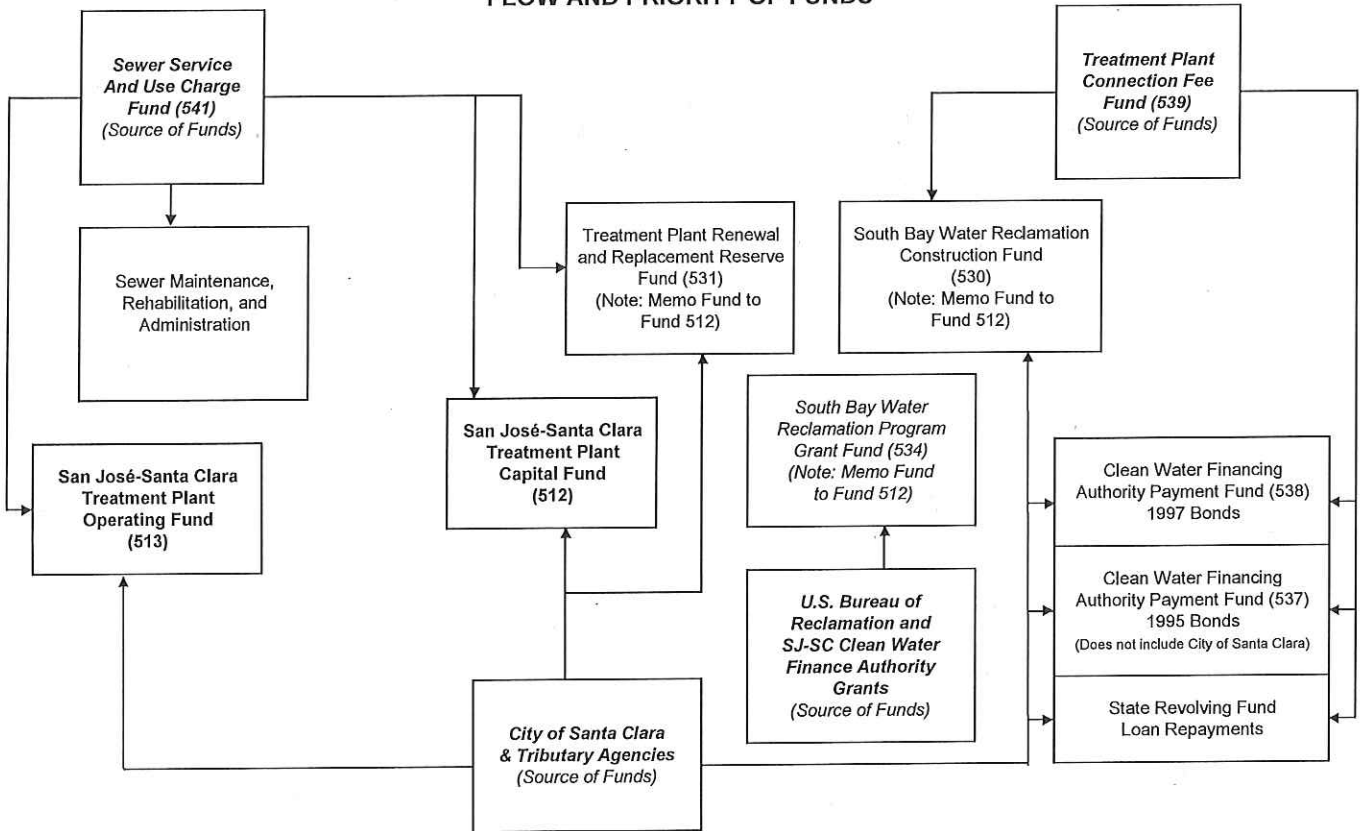 FLOW AND PRIORITY OF FUNDS
Sewer Service
And Use Charge
Fund (541)
(Source of Funds)
Treatment Plant
Connection Fee
Fund (539)
(Source of Funds)
Sewer Maintenance,
Rehabilitation, and
Administration
Treatment Plant Renewal
and Replacement Reserve
Fund (531)
(Note: Memo Fund to
Fund 512)
South Bay Water Reclamation
Construction Fund
(530)
(Note: Memo Fund to
Fund 512)
San José-Santa Clara
Treatment Plant
Operating Fund
(513)
San José-Santa Clara
Treatment Plant
Capital Fund
(512)
South Bay Water
Reclamation Program
Grant Fund (534)
(Note: Memo Fund
to Fund 512)
Clean Water Financing
Authority Payment Fund (538)
1997 Bonds
Clean Water Financing
Authority Payment Fund (537)
1995 Bonds
(Does not include City of Santa Clara)
State Revolving Fund
Loan Repayments
U.S. Bureau of
Reclamation and
SJ-SC Clean Water
Finance Authority
Grants
(Source of Funds)
City of Santa Clara
& Tributary Agencies
(Source of Funds)